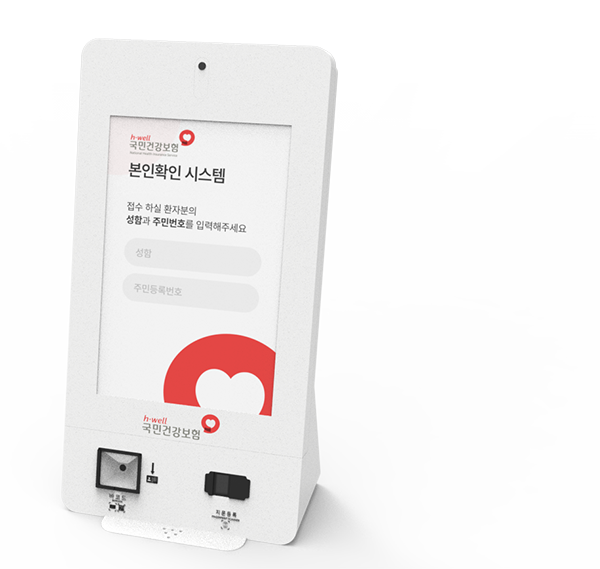 h-well
국민건강보험
본인확인 시스템
접수 하실 환자분의
성함과 주민번호를 입력해주세요
성함
주민등록번호
h-well
국민건강보험
바코드
지문등록